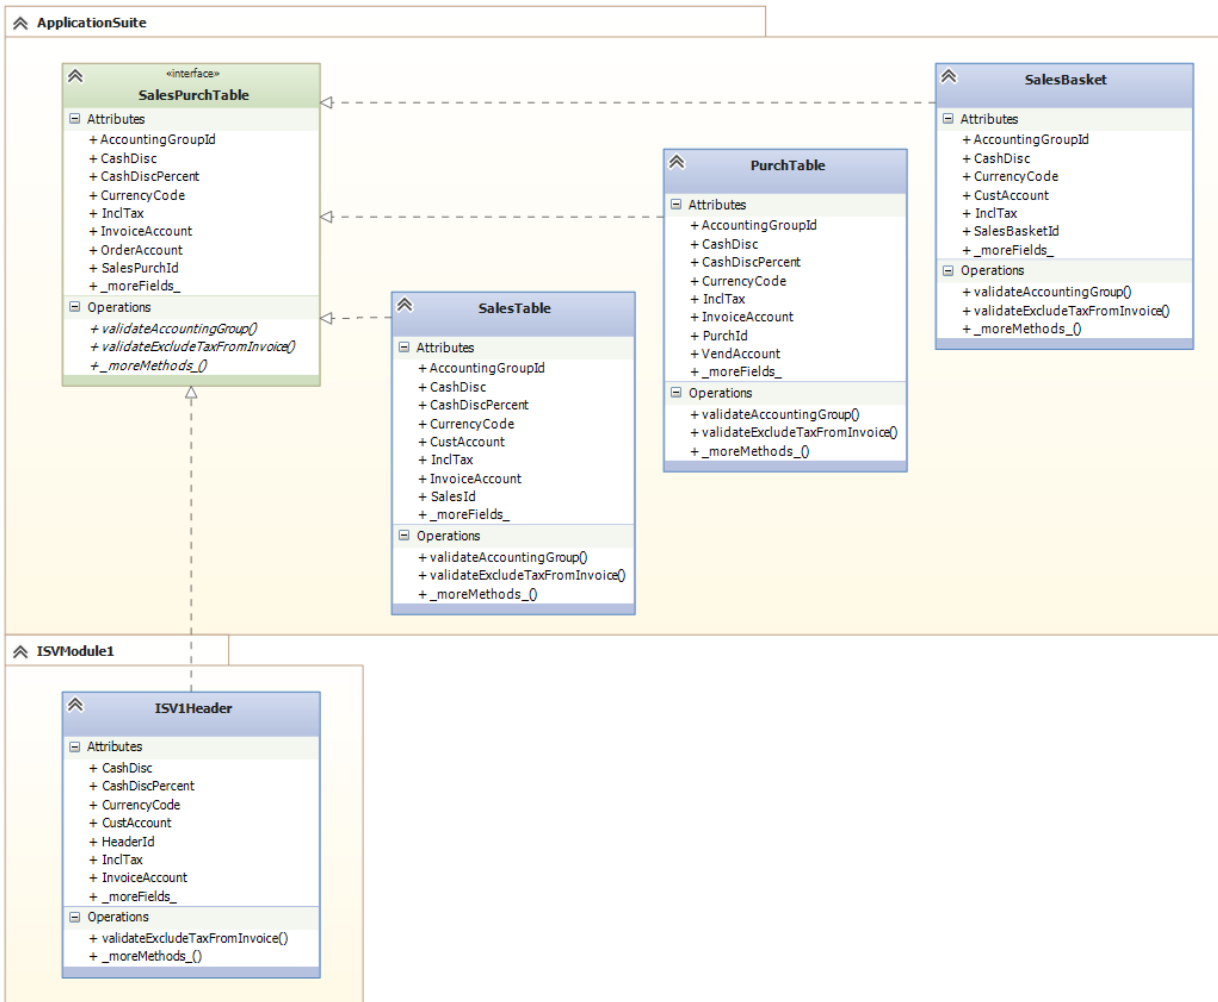 ApplicationSuite
«interface»
SalesPurchTable
Attributes
+ AccountingGroupId
+ CashDisc
+ CashDiscPercent
+ CurrencyCode
+ InclTax
+ InvoiceAccount
+ OrderAccount
+ SalesPurchId
+ _moreFields_
Operations
+ validateAccountingGroup()
+ validateExcludeTaxFromInvoice()
+ _moreMethods_()
SalesTable
Attributes
+ AccountingGroupId
+ CashDisc
+ CashDiscPercent
+ CurrencyCode
+ CustAccount
+ InclTax
+ InvoiceAccount
+ SalesId
+ _moreFields_
Operations
+ validateAccountingGroup()
+ validateExcludeTaxFromInvoice()
+ _moreMethods_()
PurchTable
Attributes
+ AccountingGroupId
+ CashDisc
+ CashDiscPercent
+ CurrencyCode
+ InclTax
+ InvoiceAccount
+ PurchId
+ VendAccount
+ _moreFields_
Operations
+ validateAccountingGroup()
+ validateExcludeTaxFromInvoice()
+ _moreMethods_()
SalesBasket
Attributes
+ AccountingGroupId
+ CashDisc
+ CurrencyCode
+ CustAccount
+ InclTax
+ SalesBasketId
+ _moreFields_
Operations
+ validateAccountingGroup()
+ validateExcludeTaxFromInvoice()
+ _moreMethods_()
ISVModule1
ISV1Header
Attributes
+ CashDisc
+ CashDiscPercent
+ CurrencyCode
+ CustAccount
+ HeaderId
+ InclTax
+ InvoiceAccount
+ _moreFields_
Operations
+ validateExcludeTaxFromInvoice()
+ _moreMethods_()